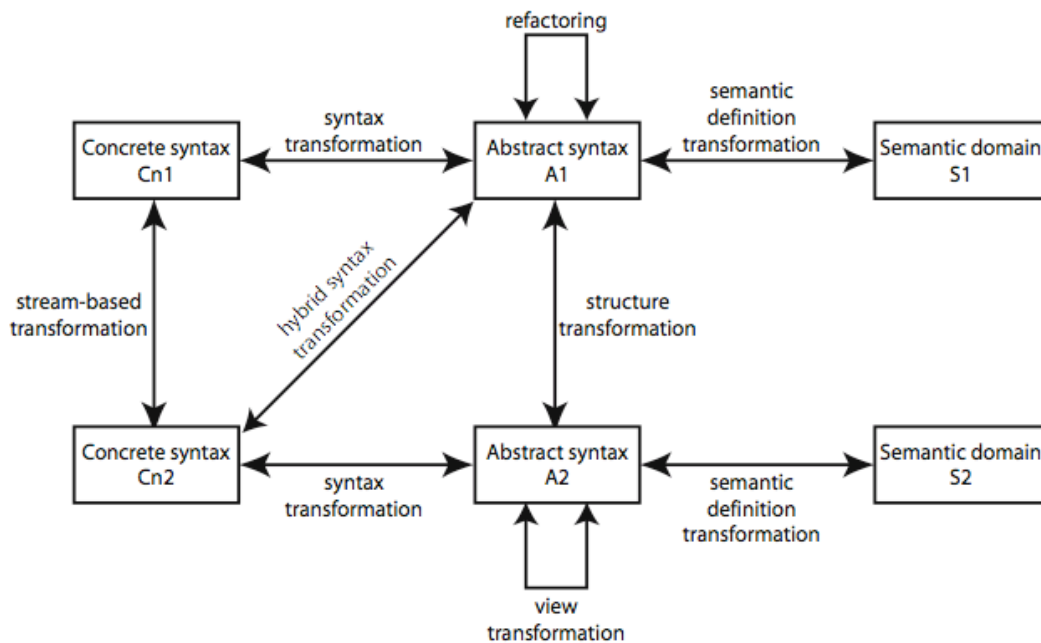 refactoring
syntax
transformation
semantic
definition
transformation
Concrete syntax
Cn1
Abstract syntax
A1
Semantic domain
S1
stream-based
transformation
hybrid syntax
transformation
structure
transformation
Concrete syntax
Cn2
Abstract syntax
A2
Semantic domain
S2
syntax
transformation
semantic
definition
transformation
view
transformation